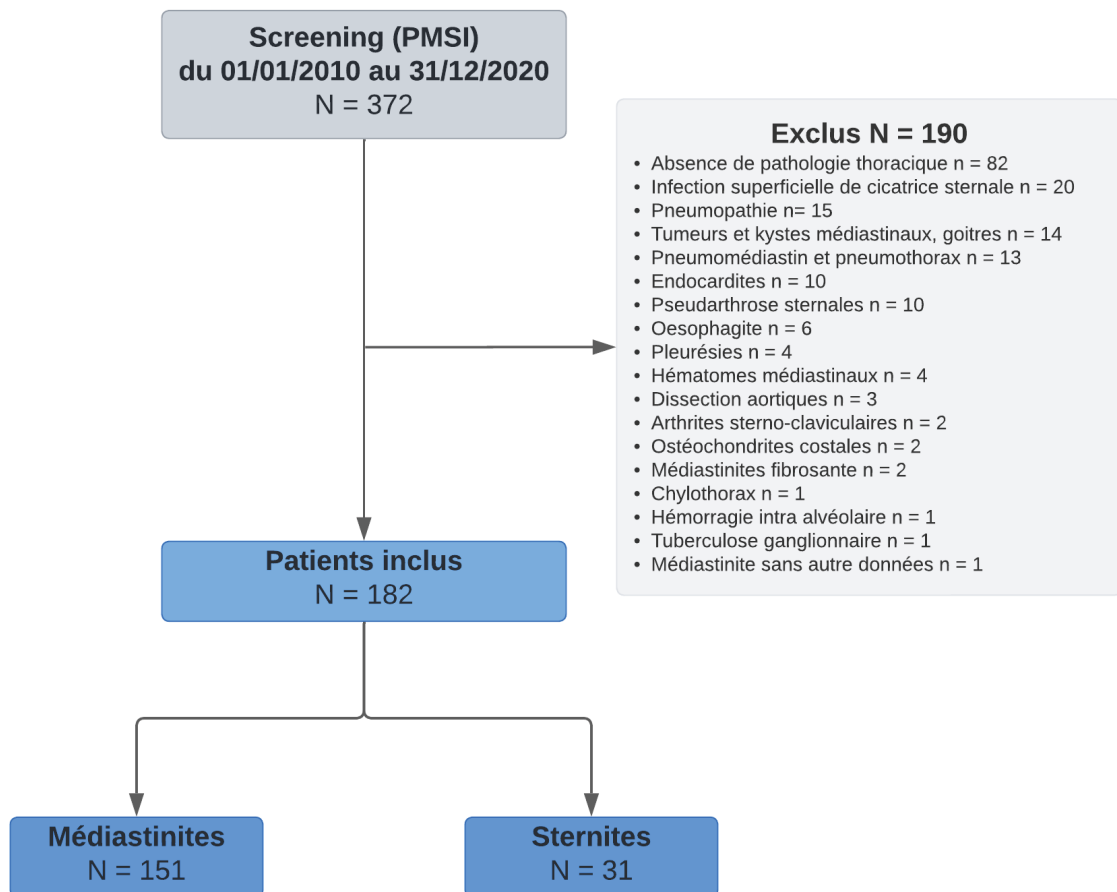 Screening (PMSI)
du 01/01/2010 au 31/12/2020
N = 372
Exclus N = 190
• Absence de pathologie thoracique n = 82
• Infection superficielle de cicatrice sternale n = 20
• Pneumopathie n= 15
• Tumeurs et kystes médiastinaux, goitres n = 14
• Pneumomédiastin et pneumothorax n = 13
• Endocardites n = 10
• Pseudarthrose sternales n = 10
• Oesophagite n = 6
• Pleurésies n = 4
• Hématomes médiastinaux n = 4
• Dissection aortiques n = 3
• Arthrites sterno-claviculaires n = 2
• Ostéochondrites costales n = 2
• Médiastinites fibrosante n = 2
• Chylothorax n = 1
• Hémorragie intra alvéolaire n = 1
• Tuberculose ganglionnaire n = 1
• Médiastinite sans autre données n = 1
Patients inclus
N = 182
Médiastinites
N = 151
Sternites
N = 31